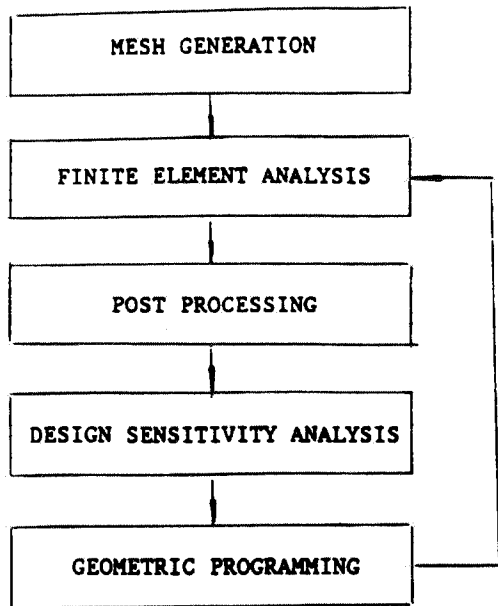 MESH GENERATION
FINITE ELEMENT ANALYSIS
POST PROCESSING
DESIGN SENSITIVITY ANALYSIS
GEOMETRIC PROGRAMMING